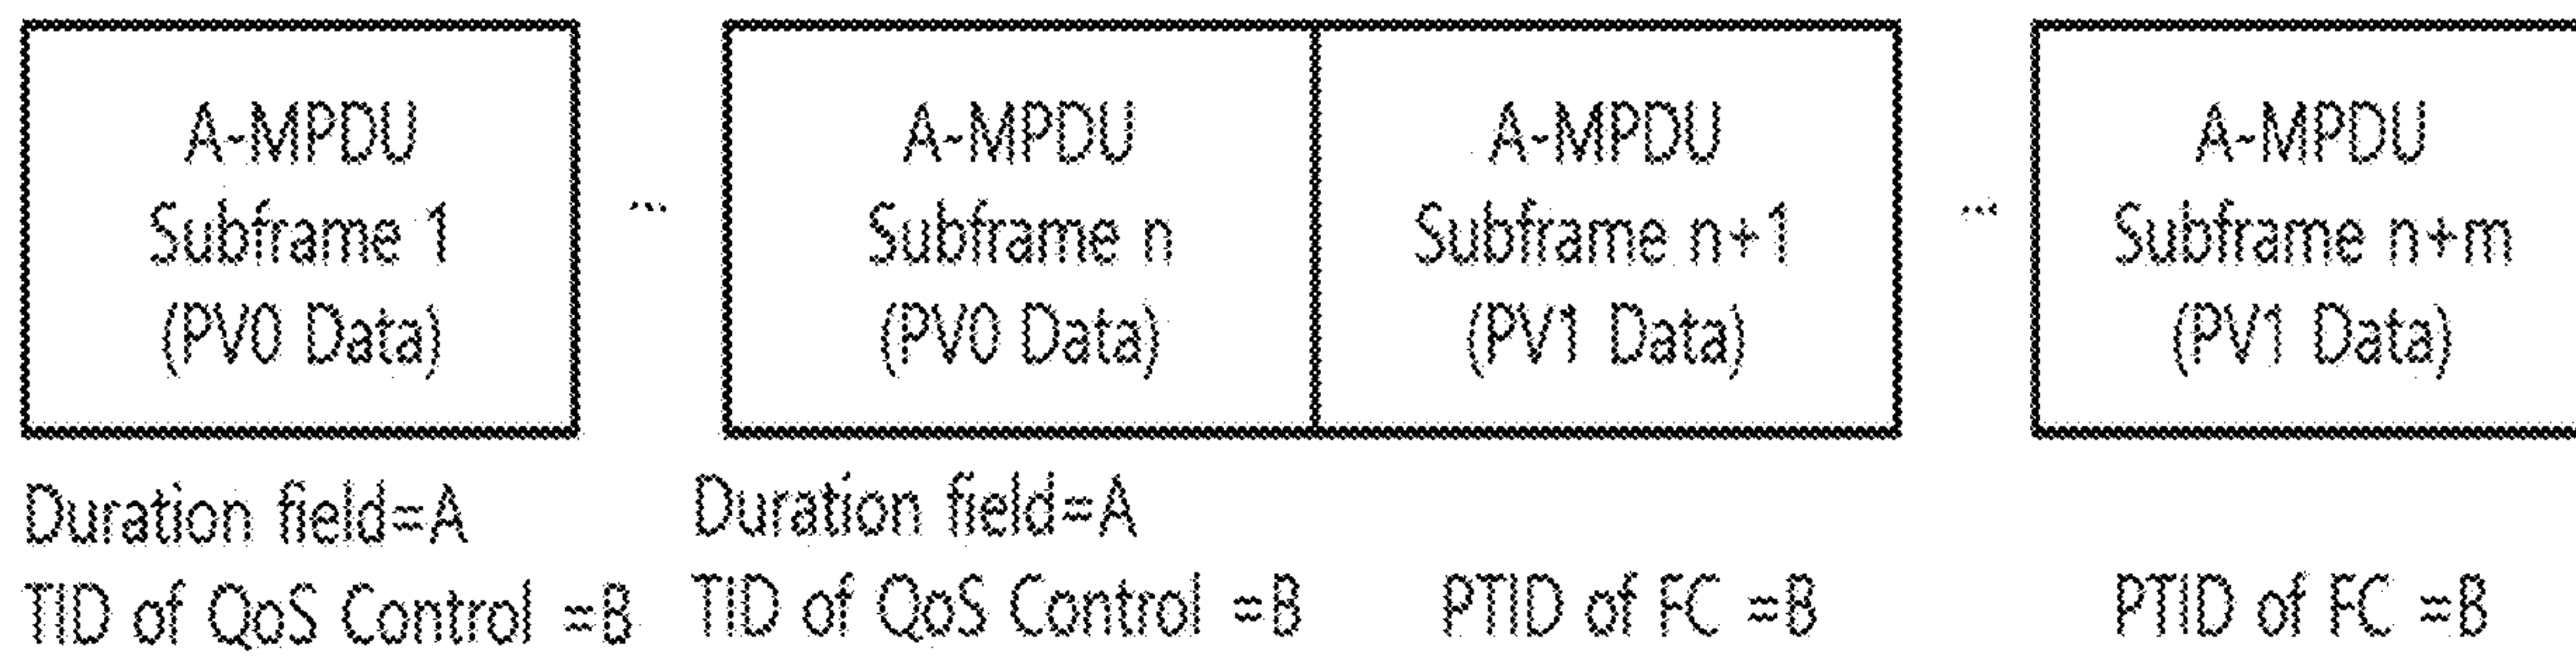 A-MPDU
Subframe 1
(PV0 Data)
...
A-MPDU
Subframe n
(PV0 Data)
A-MPDU
Subframe n+1
(PV1 Data)
...
A-MPDU
Subframe n+m
(PV1 Data)
Duration field=A
TID of QoS Control =B
Duration field=A
TID of QoS Control =B
PTID of FC =B
PTID of FC =B